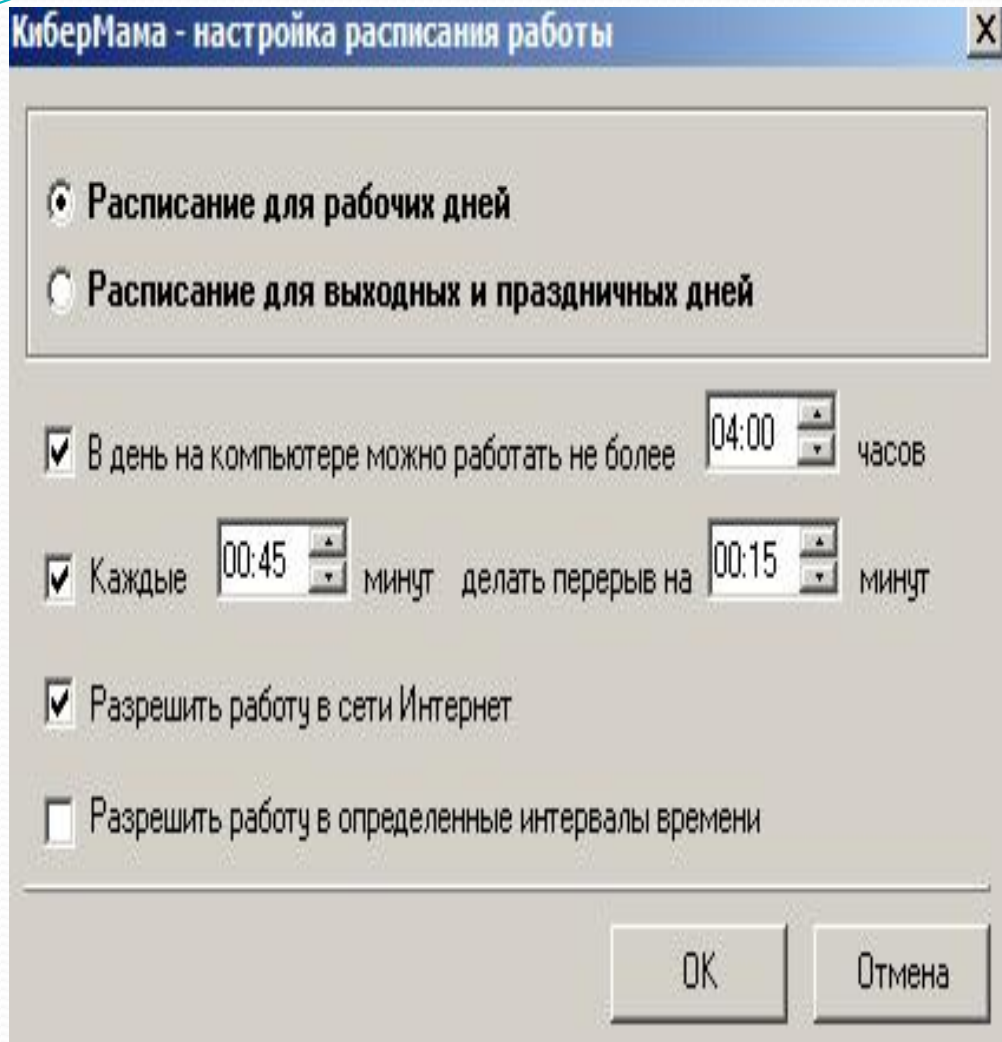 КиберМама - настройка расписания работы
Расписание для рабочих дней
Расписание для выходных и праздничных дней
В день на компьютере можно работать не более 04:00 часов
Каждые 00:45 минут делать перерыв на 00:15 минут
Разрешить работу в сети Интернет
Разрешить работу в определенные интервалы времени
OK Отмена